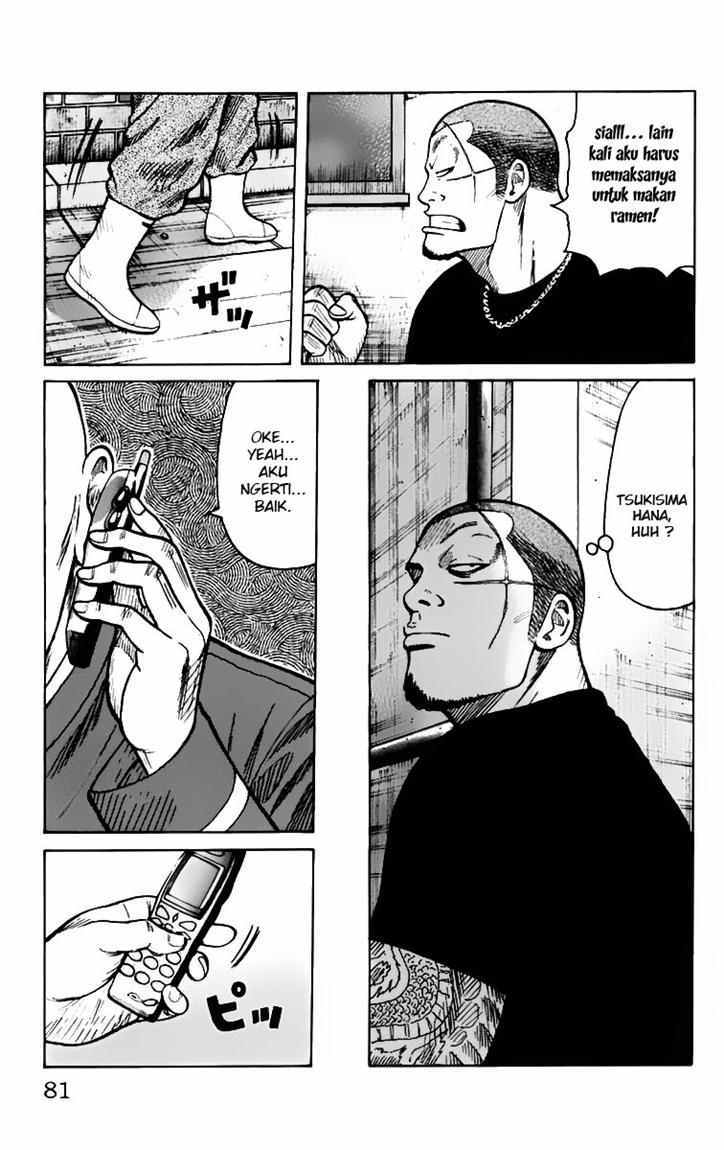 sialll... lain
kali aku harus
memaksanya
untuk makan
ramen!
ザッ
TSUKISIMA
HANA,
HUH ?
OKE...
YEAH...
AKU
NGERTI...
BAIK.
ピッ
81